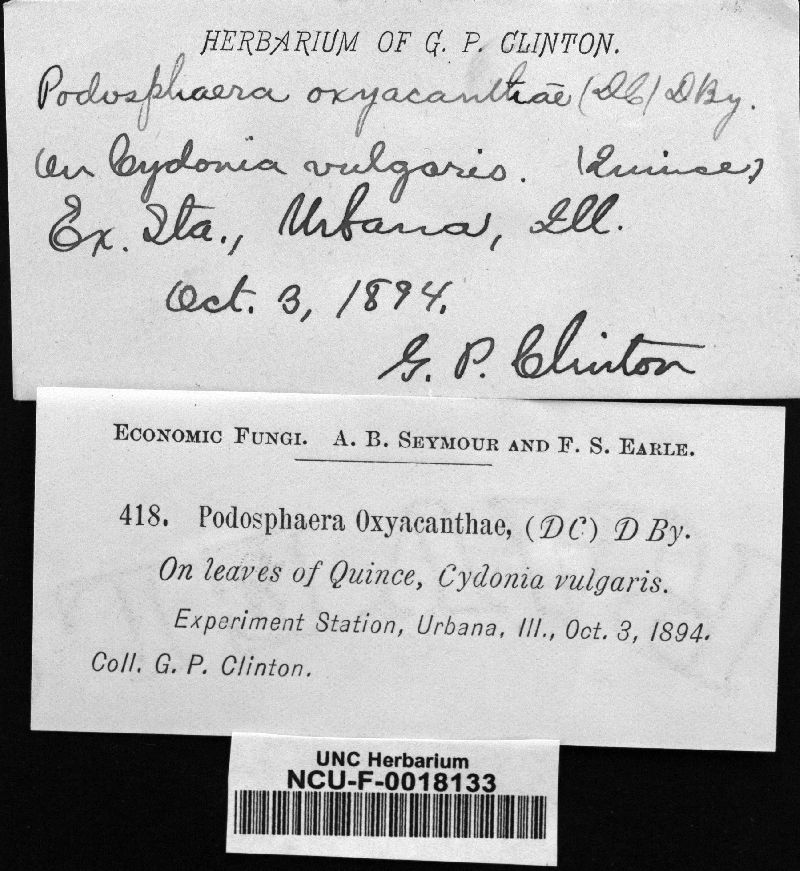 HERBARIUM OF G. P. CLINTON.
Podosphaera oxyacanthae (DC) DBy.
On Cydonia vulgaris. (Quince)
Ex. Sta., Urbana, Ill.
Oct. 3, 1894.
G. P. Clinton
ECONOMIC FUNGI. A. B. SEYMOUR AND F. S. EARLE.
418. Podosphaera Oxyacanthae, (DC) D By.
On leaves of Quince, Cydonia vulgaris.
Experiment Station, Urbana, Ill., Oct. 3, 1894.
Coll. G. P. Clinton.
UNC Herbarium
NCU-F-0018133